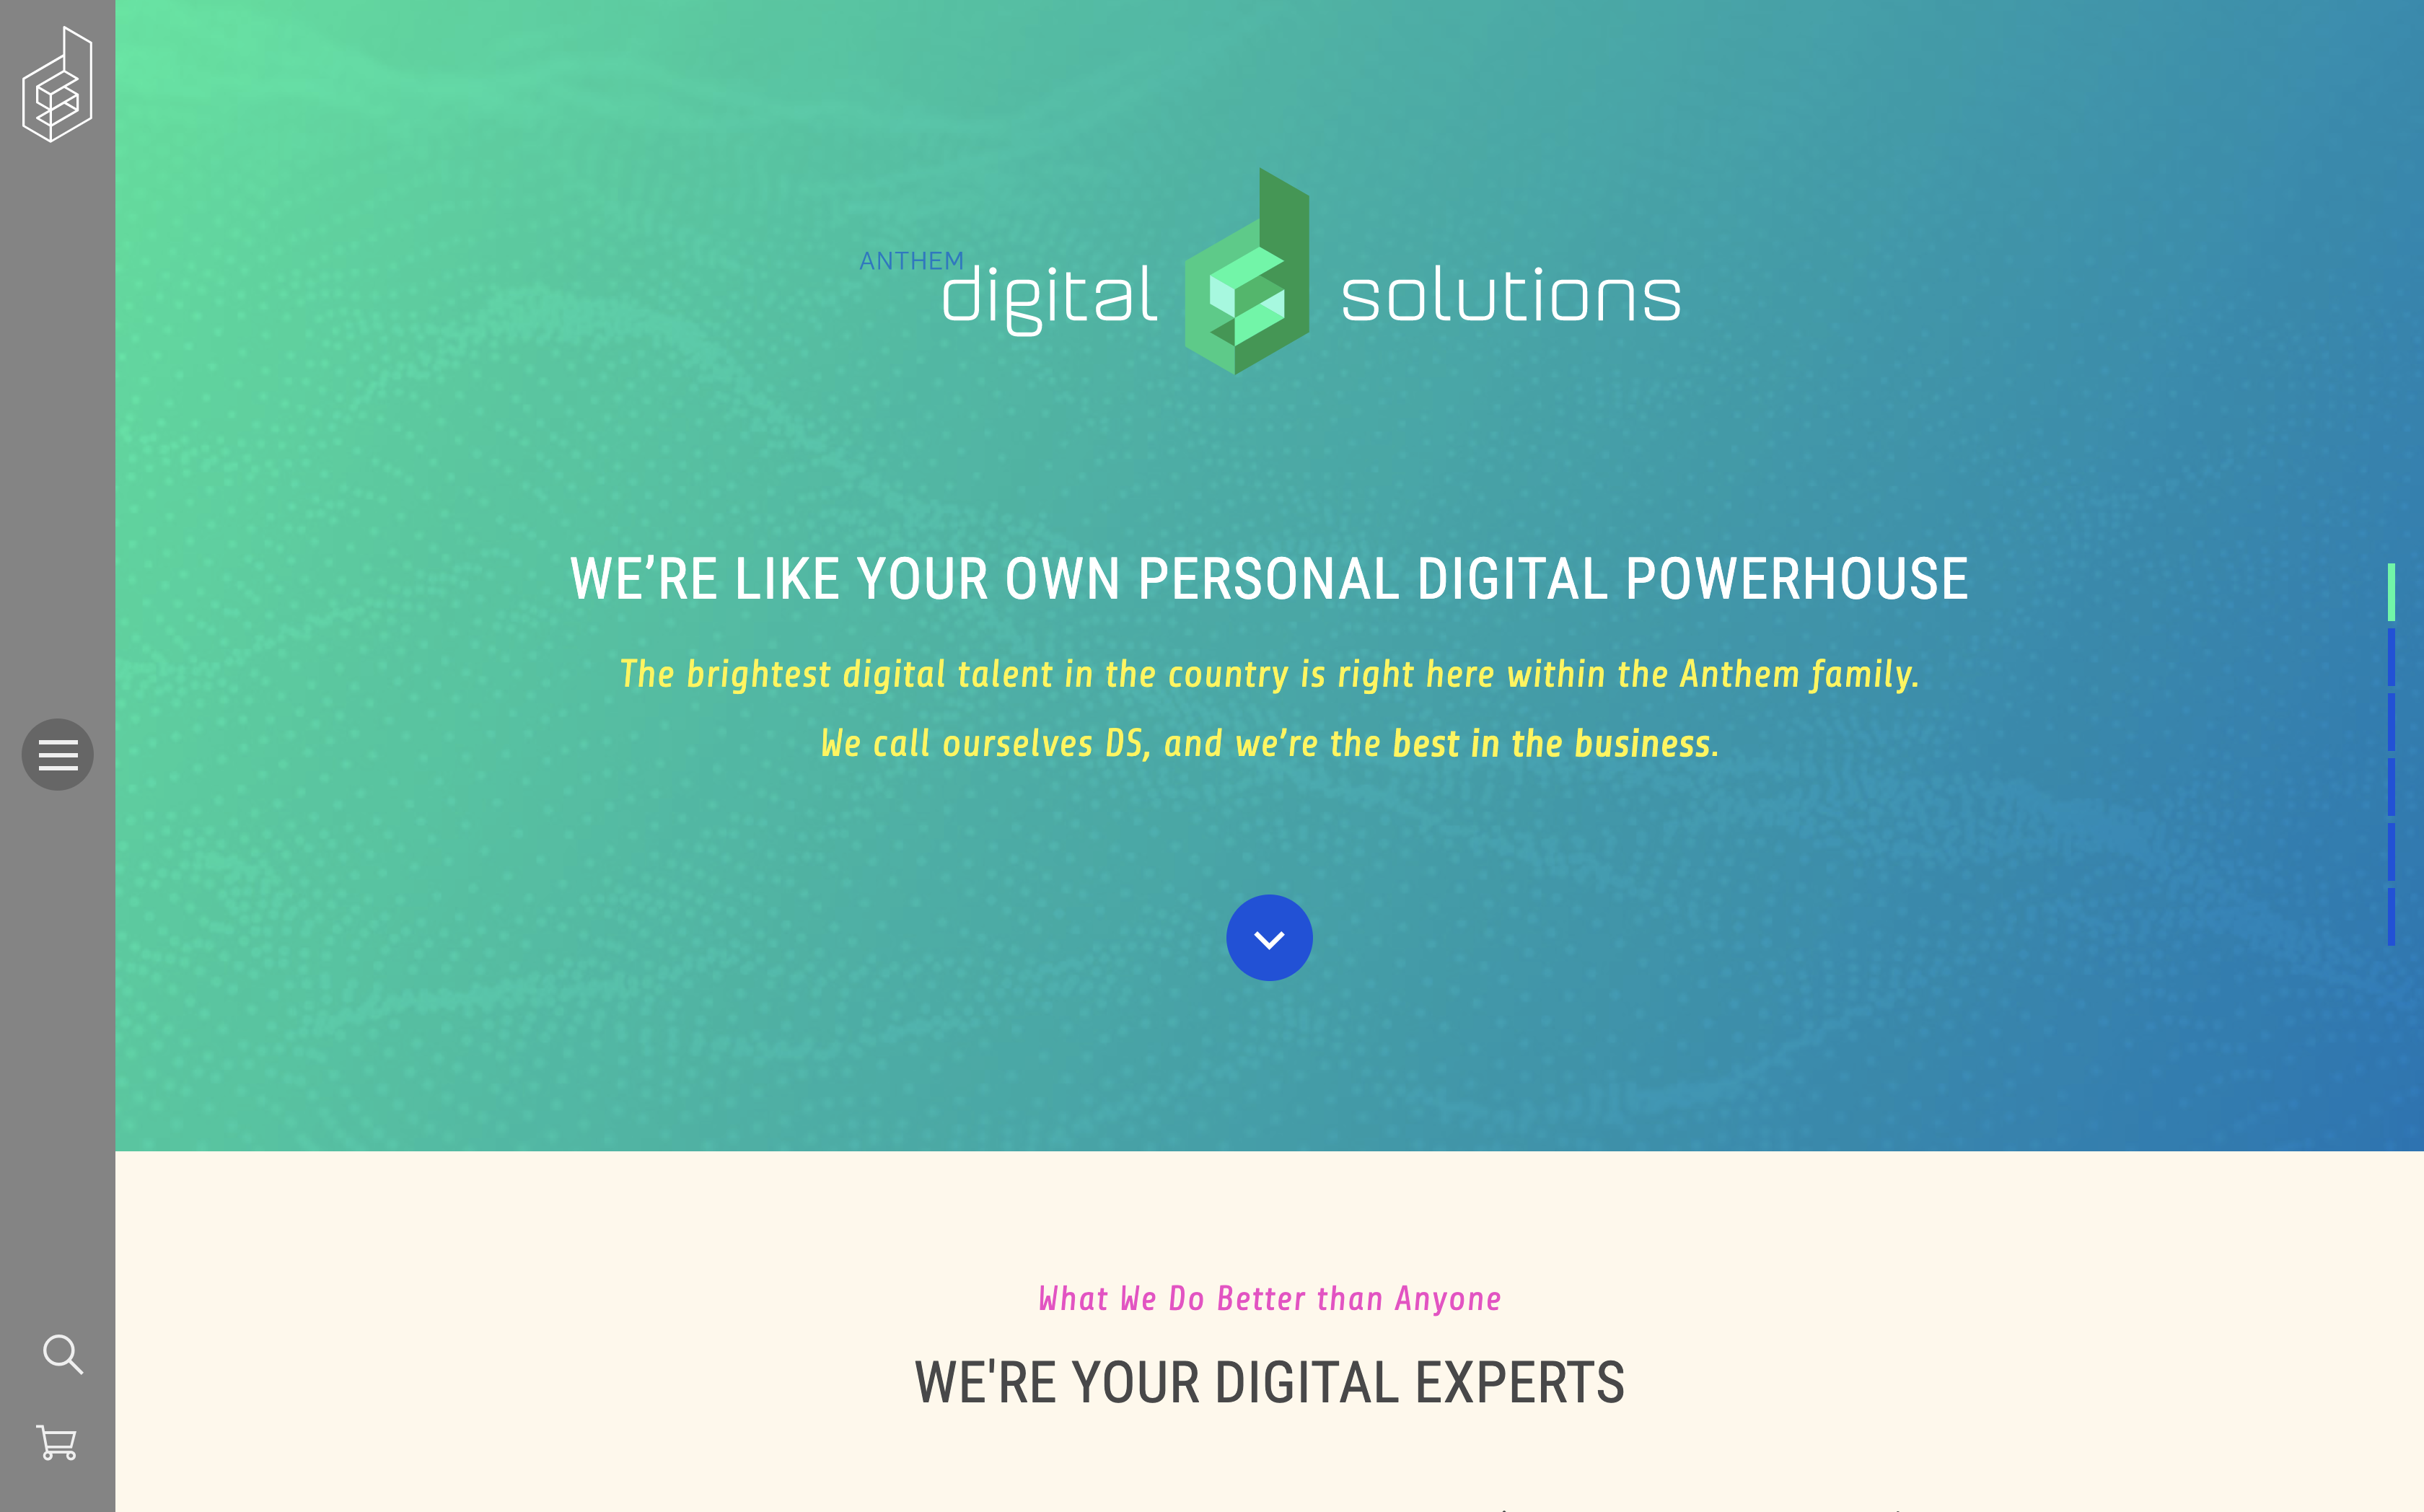 ANTHEM
digital solutions
WE’RE LIKE YOUR OWN PERSONAL DIGITAL POWERHOUSE
The brightest digital talent in the country is right here within the Anthem family.
We call ourselves DS, and we’re the best in the business.
What We Do Better than Anyone
WE'RE YOUR DIGITAL EXPERTS